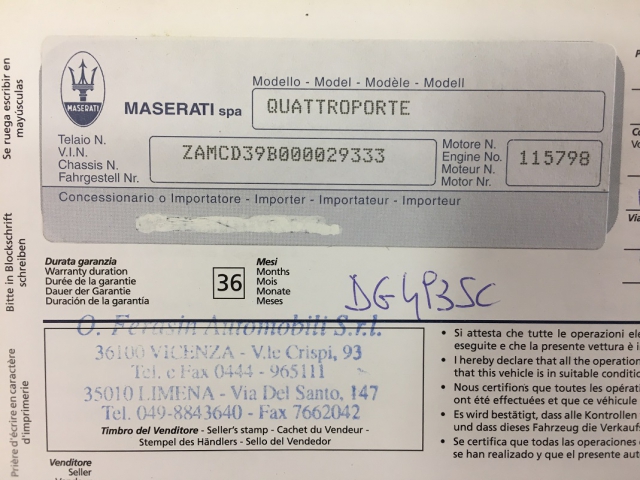 Se ruega escribir en
mayúsculas
Bitte in Blockschrift
schreiben
Prière d'écrire en caractère
d'imprimerie
MASERATI
MASERATI spa
Modello - Model - Modèle - Modell
QUATTROPORTE
Telaio N.
V.I.N.
Chassis N.
Fahrgestell Nr.
ZAMCD39B000029333
Motore N.
Engine No.
Moteur N.
Motor Nr.
115798
Concessionario o Importatore - Importer - Importateur - Importeur
Durata garanzia
Warranty duration
Durée de la garantie
Dauer der Garantie
Duración de la garantía
36
Mesi
Months
Mois
Monate
Meses
DG493SC
O. Ferasin Automobili S.r.l.
36100 VICENZA - V.le Crispi, 93
Tel. e Fax 0444 - 965111
35010 LIMENA - Via Del Santo, 147
Tel. 049-8843640 - Fax 7662042
Timbro del Venditore - Seller's stamp - Cachet du Vendeur -
Stempel des Händlers - Sello del Vendedor
• Si attesta che tutte le operazioni
eseguite e che la presente vettura è
• I hereby declare that all the operation
that this vehicle is in suitable
• Nous certifions que toutes les
ont été effectuées et que ce véhicule
• Es wird bestätigt, dass alle Kontrollen
und dass dieses Fahrzeug die
• Se certifica que todas las operaciones
se han realizado y que el presente
Venditore
Seller
Via